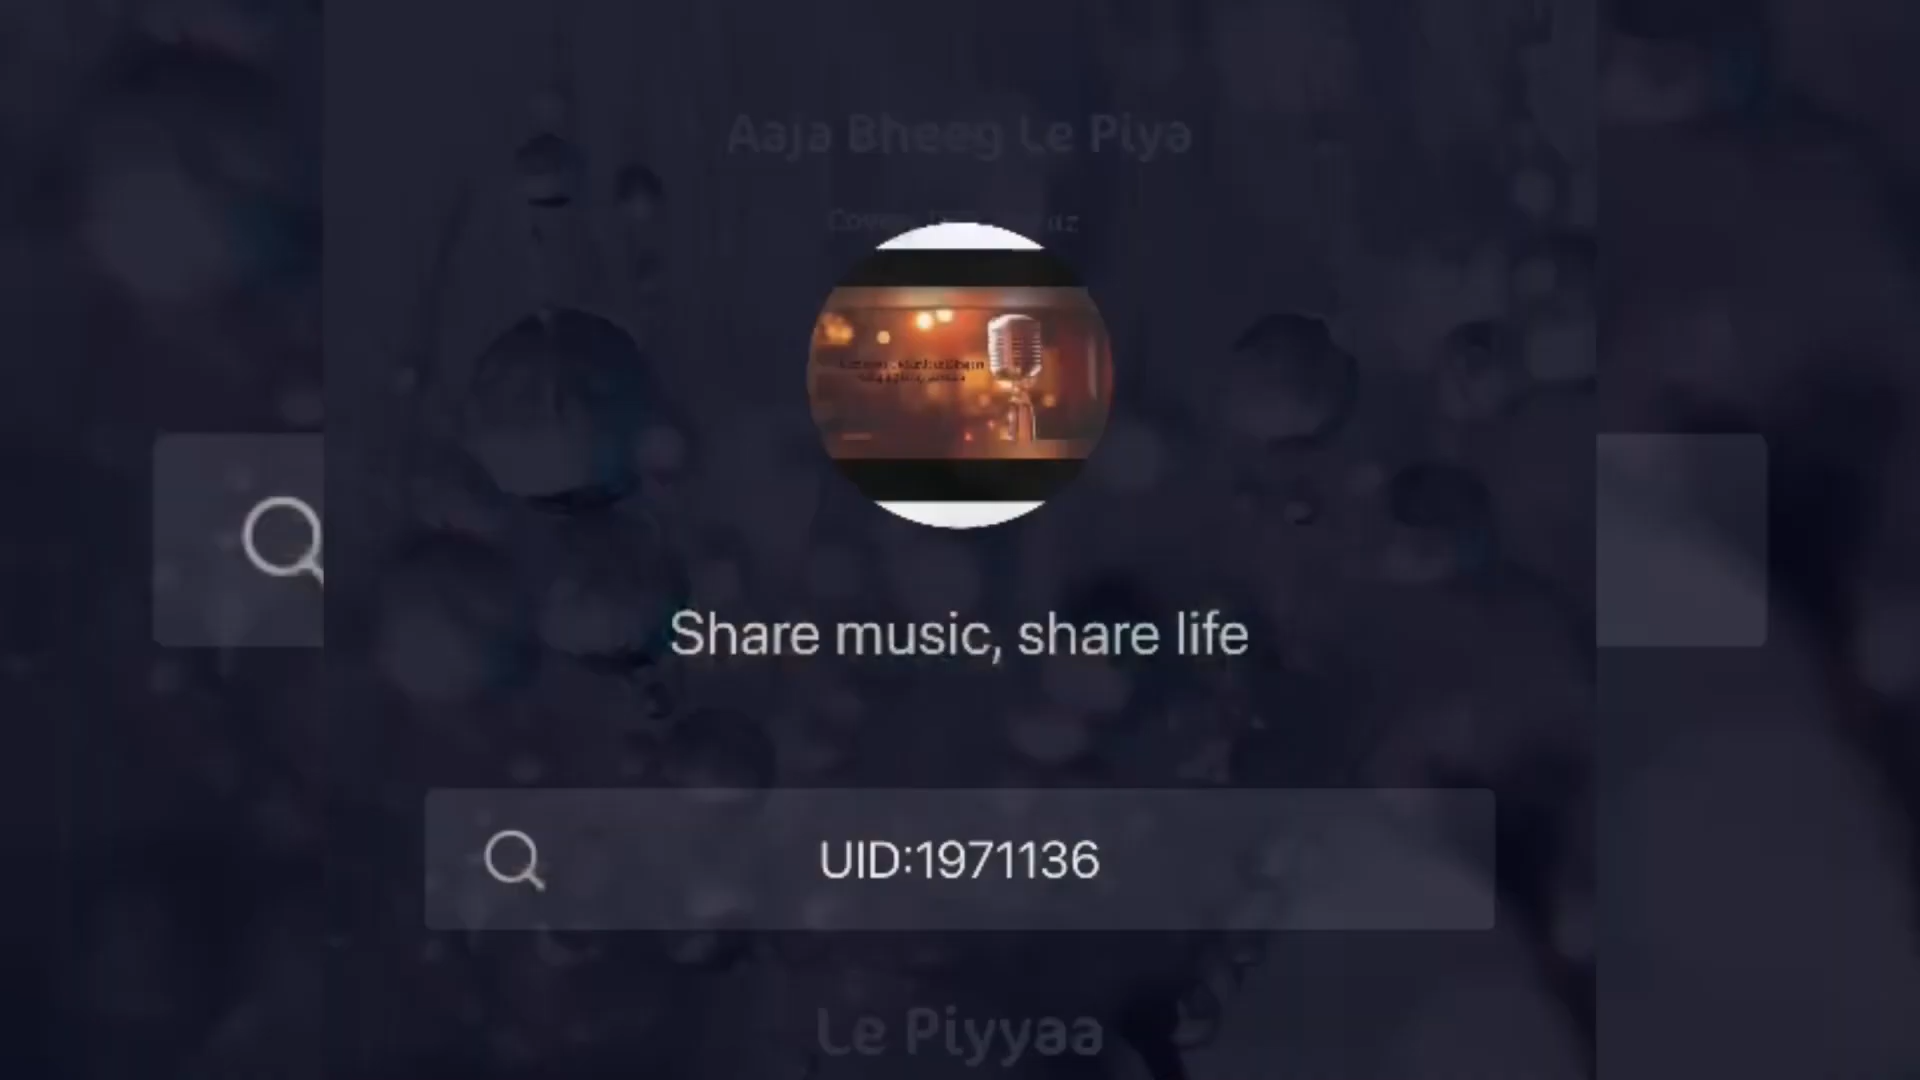 Aaja Bheeg Le Piya
Share music, share life
UID:1971136
Le Piyyaa